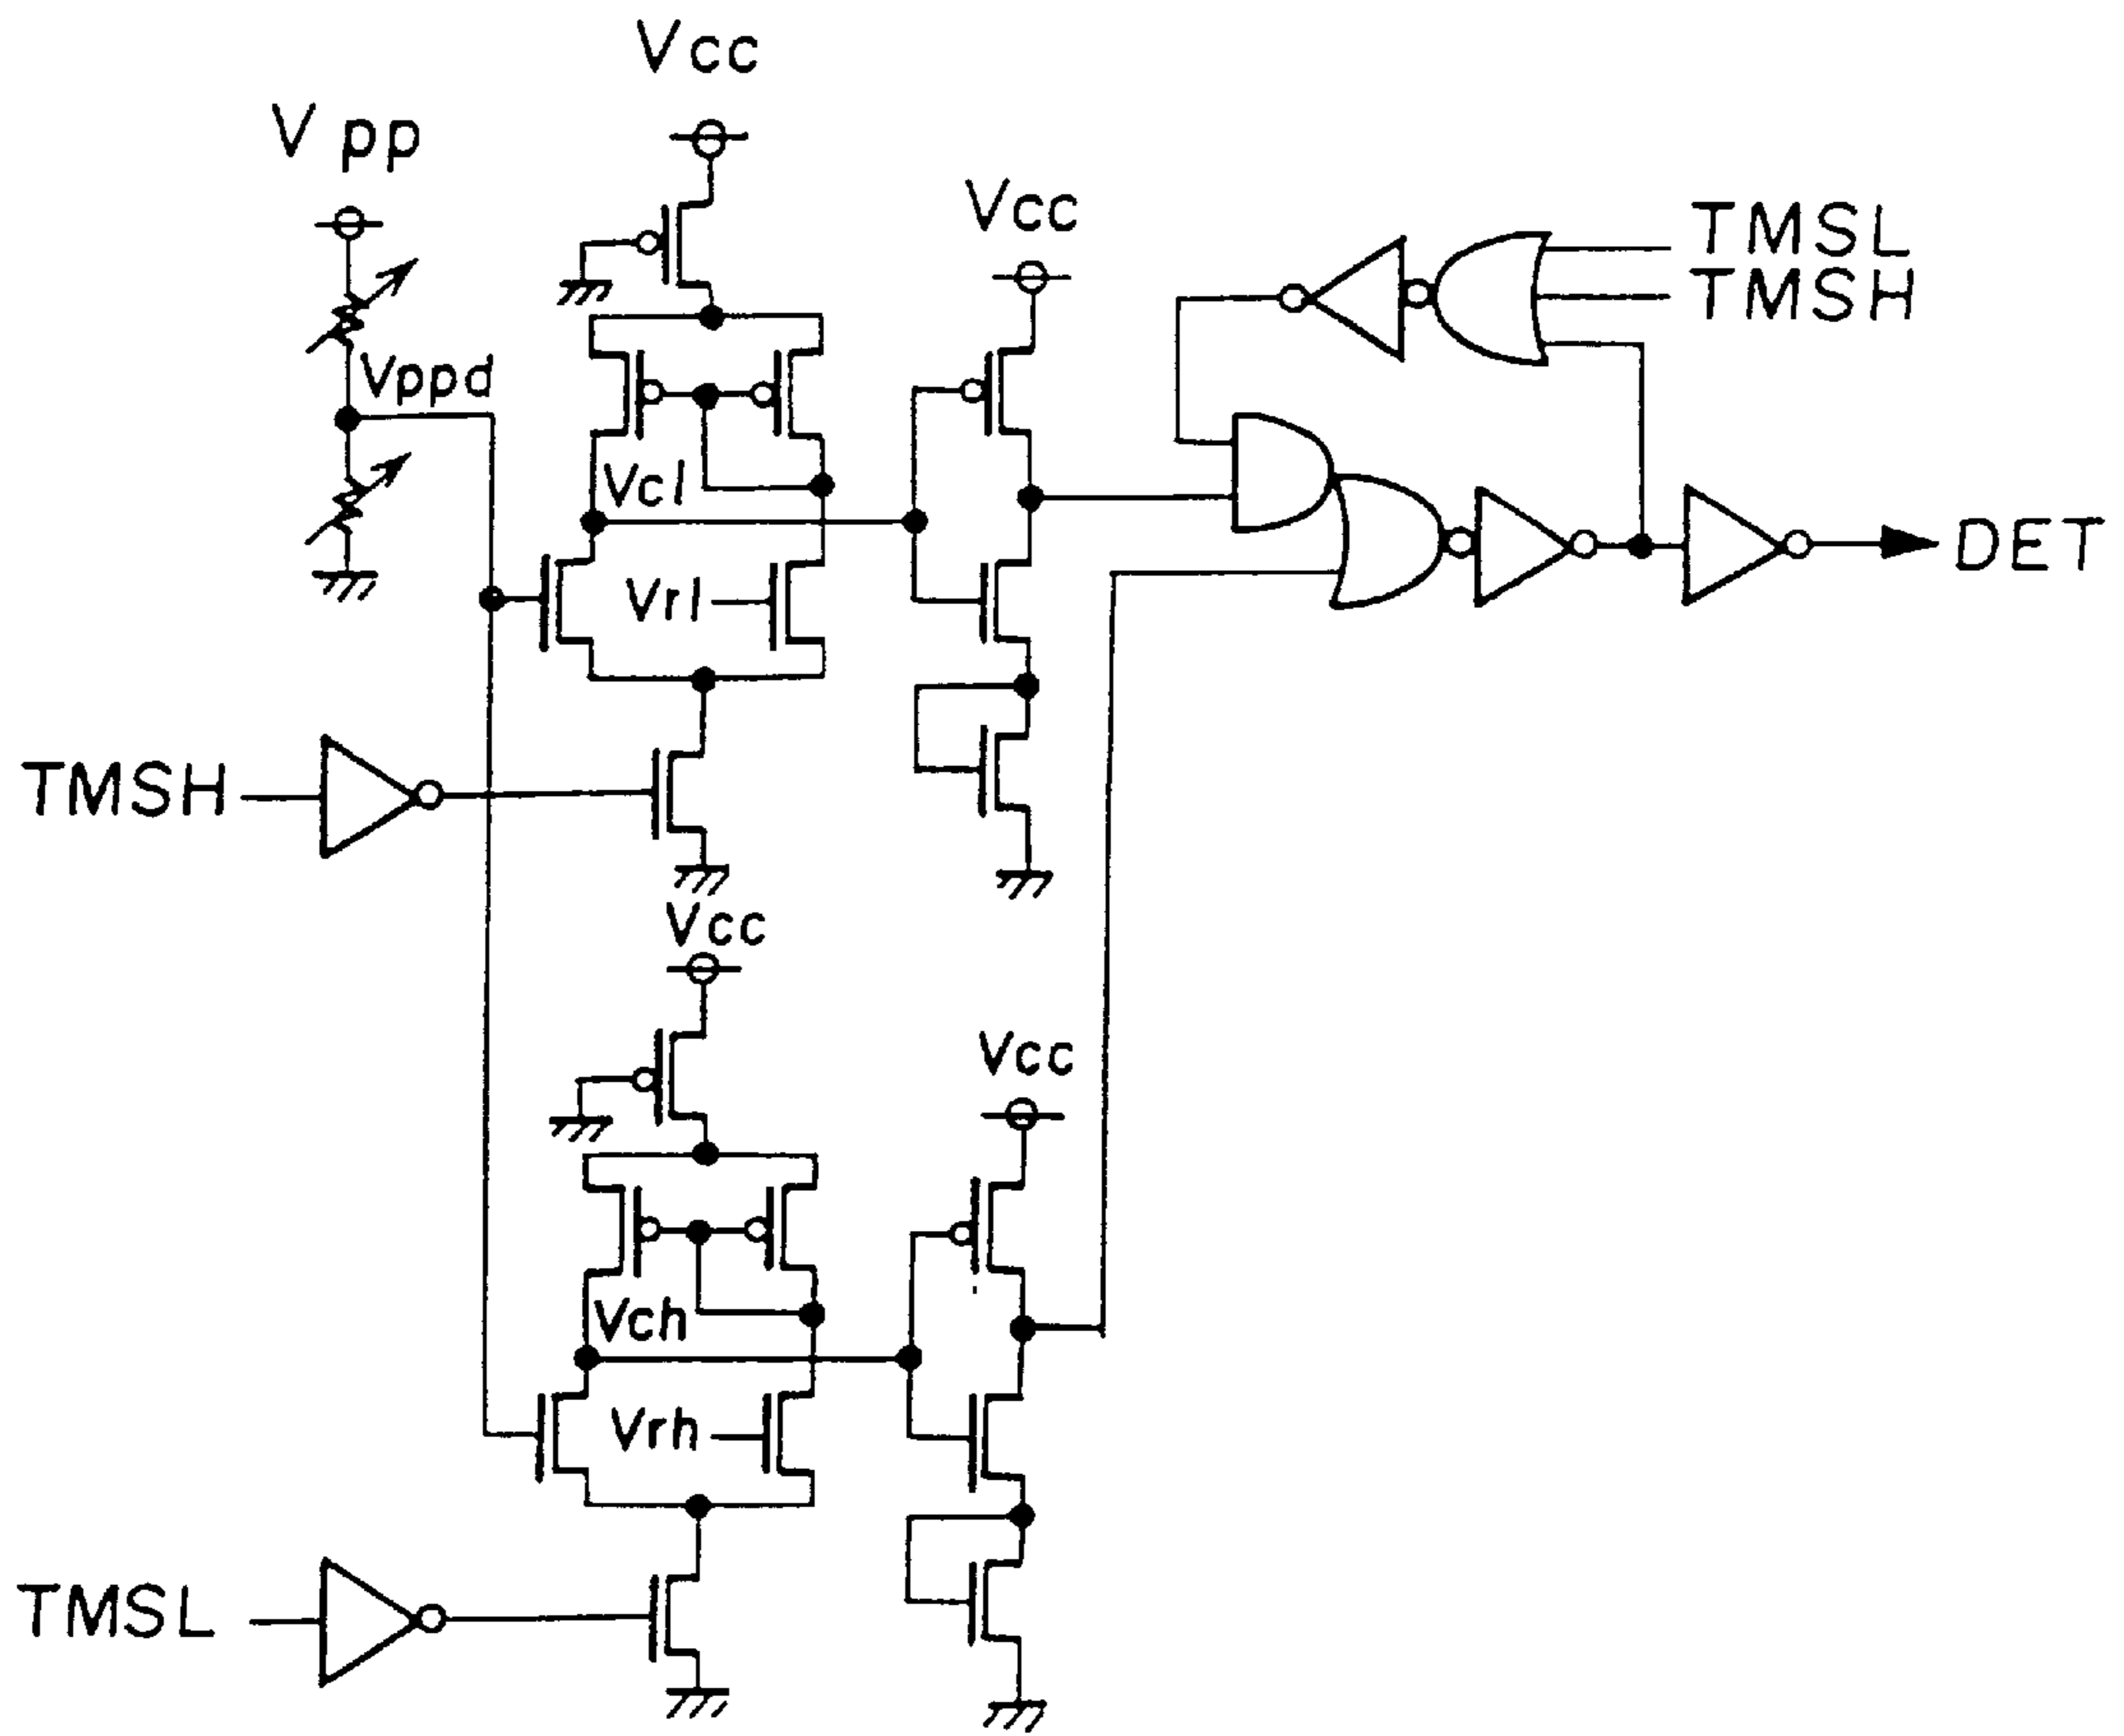 Vcc
Vpp
Vcc
TMSL
TMSH
Vppd
Vcl
DET
Vrl
TMSH
Vcc
Vcc
Vch
Vrh
TMSL